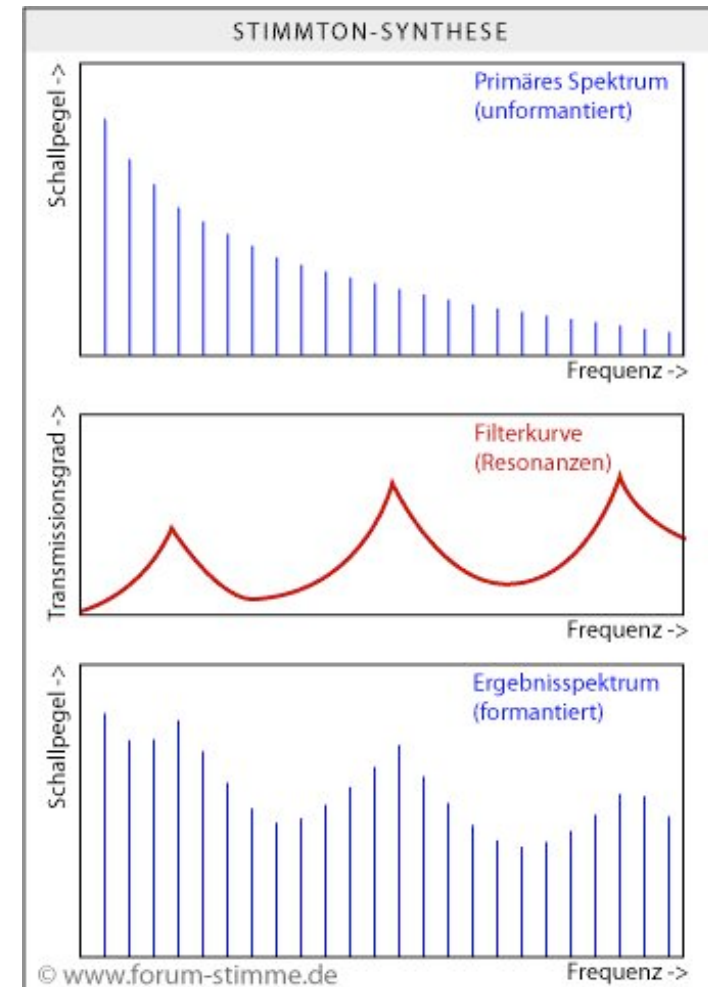 STIMMTON-SYNTHESE
Schallpegel ->
Primäres Spektrum
(unformantiert)
Frequenz ->
Transmissionsgrad ->
Filterkurve
(Resonanzen)
Frequenz ->
Schallpegel ->
Ergebnisspektrum
(formantiert)
Frequenz ->
© www.forum-stimme.de